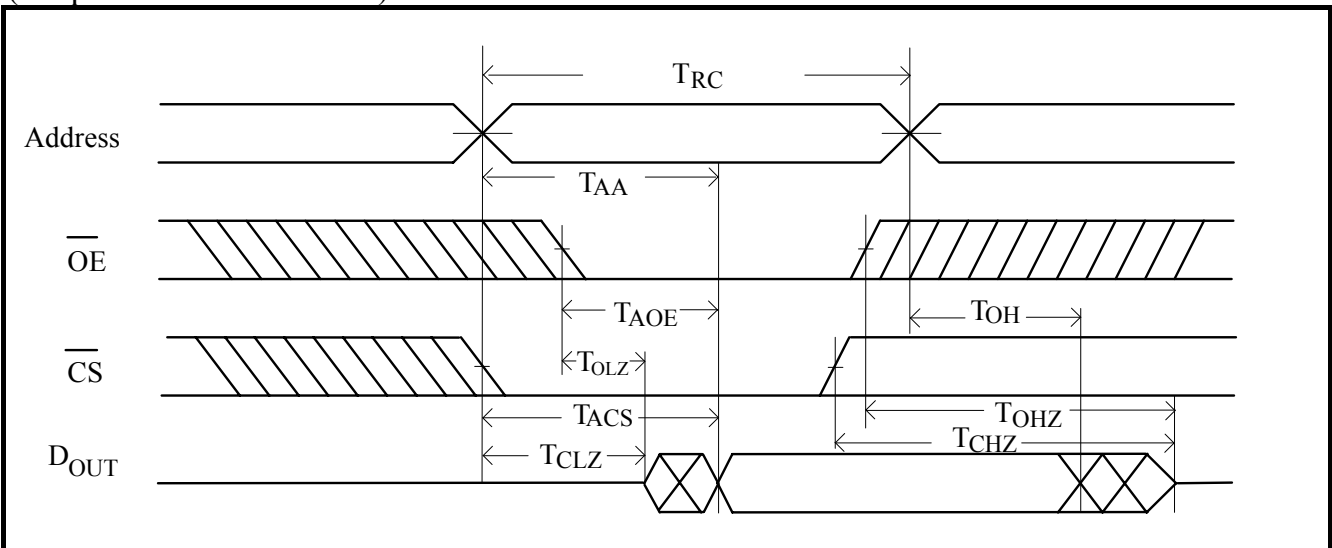 TRC
Address
TAA
OE
TAOE
TOH
CS
TOLZ
TACS
TOHZ
TCHZ
DOUT
TCLZ